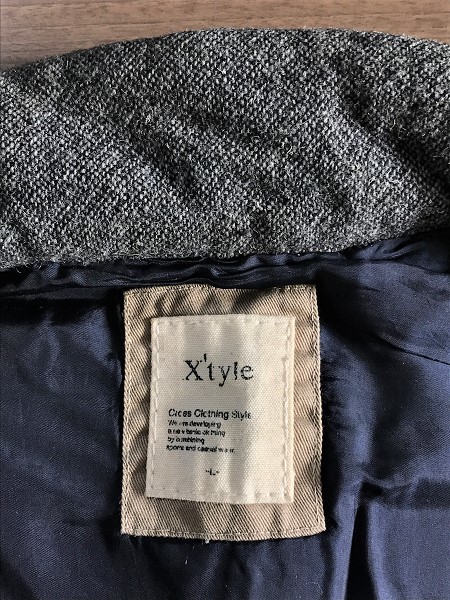 X'tyle
Cross Clothing Style
We are developing
a new basic clothing
by combining
sports and casual wear.
-L-